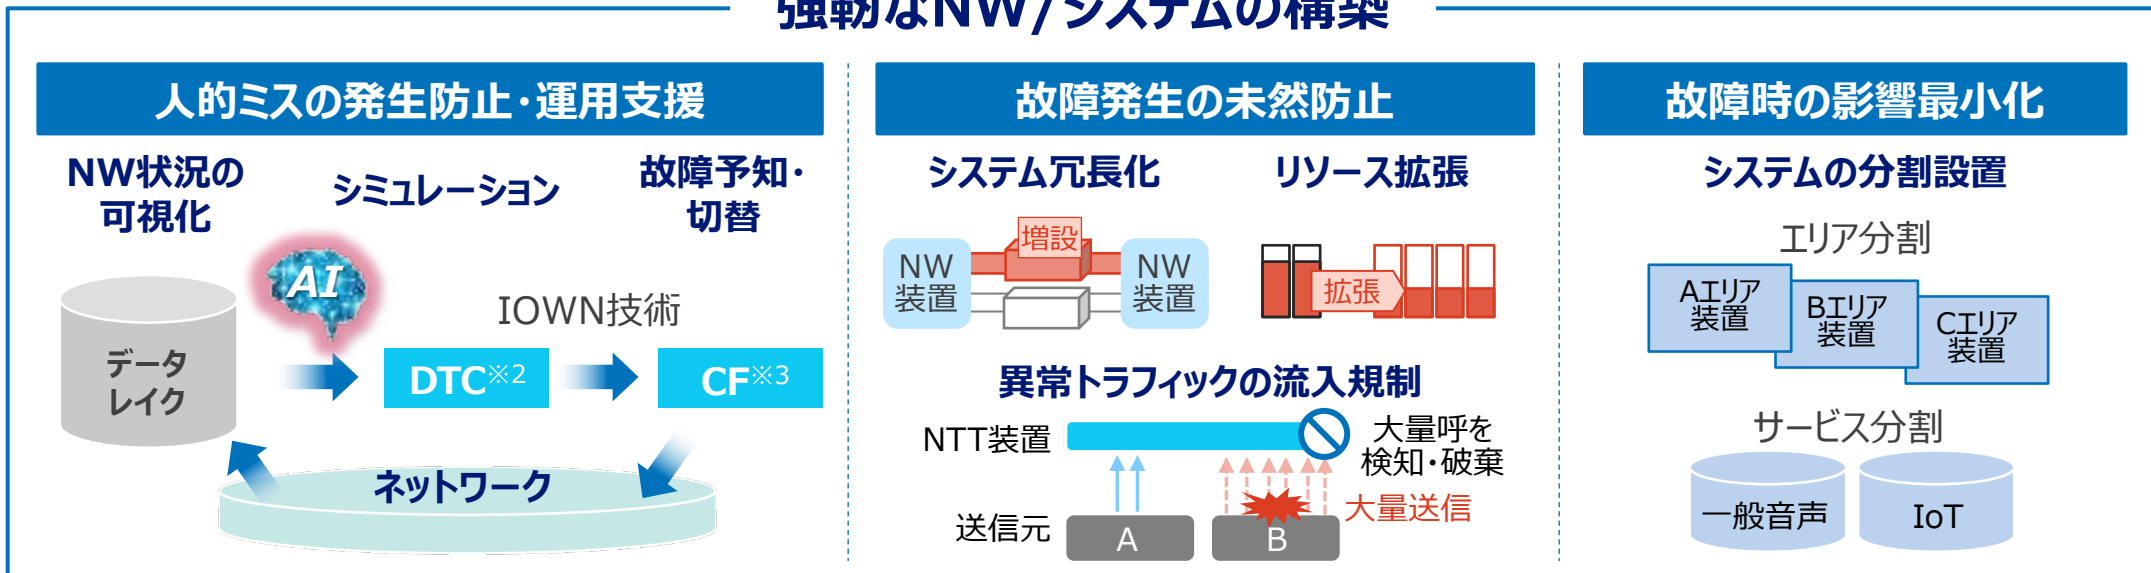 強靭なNW/システムの構築
人的ミスの発生防止・運用支援
NW状況の
可視化
シミュレーション
故障予知・
切替
AI
IOWN技術
データ
レイク
DTC※2
CF※3
ネットワーク
故障発生の未然防止
システム冗長化
リソース拡張
増設
NW
装置
NW
装置
拡張
異常トラフィックの流入規制
NTT装置
大量呼を
検知・破棄
大量送信
送信元
A
B
故障時の影響最小化
システムの分割設置
エリア分割
Aエリア
装置
Bエリア
装置
Cエリア
装置
サービス分割
一般音声
IoT